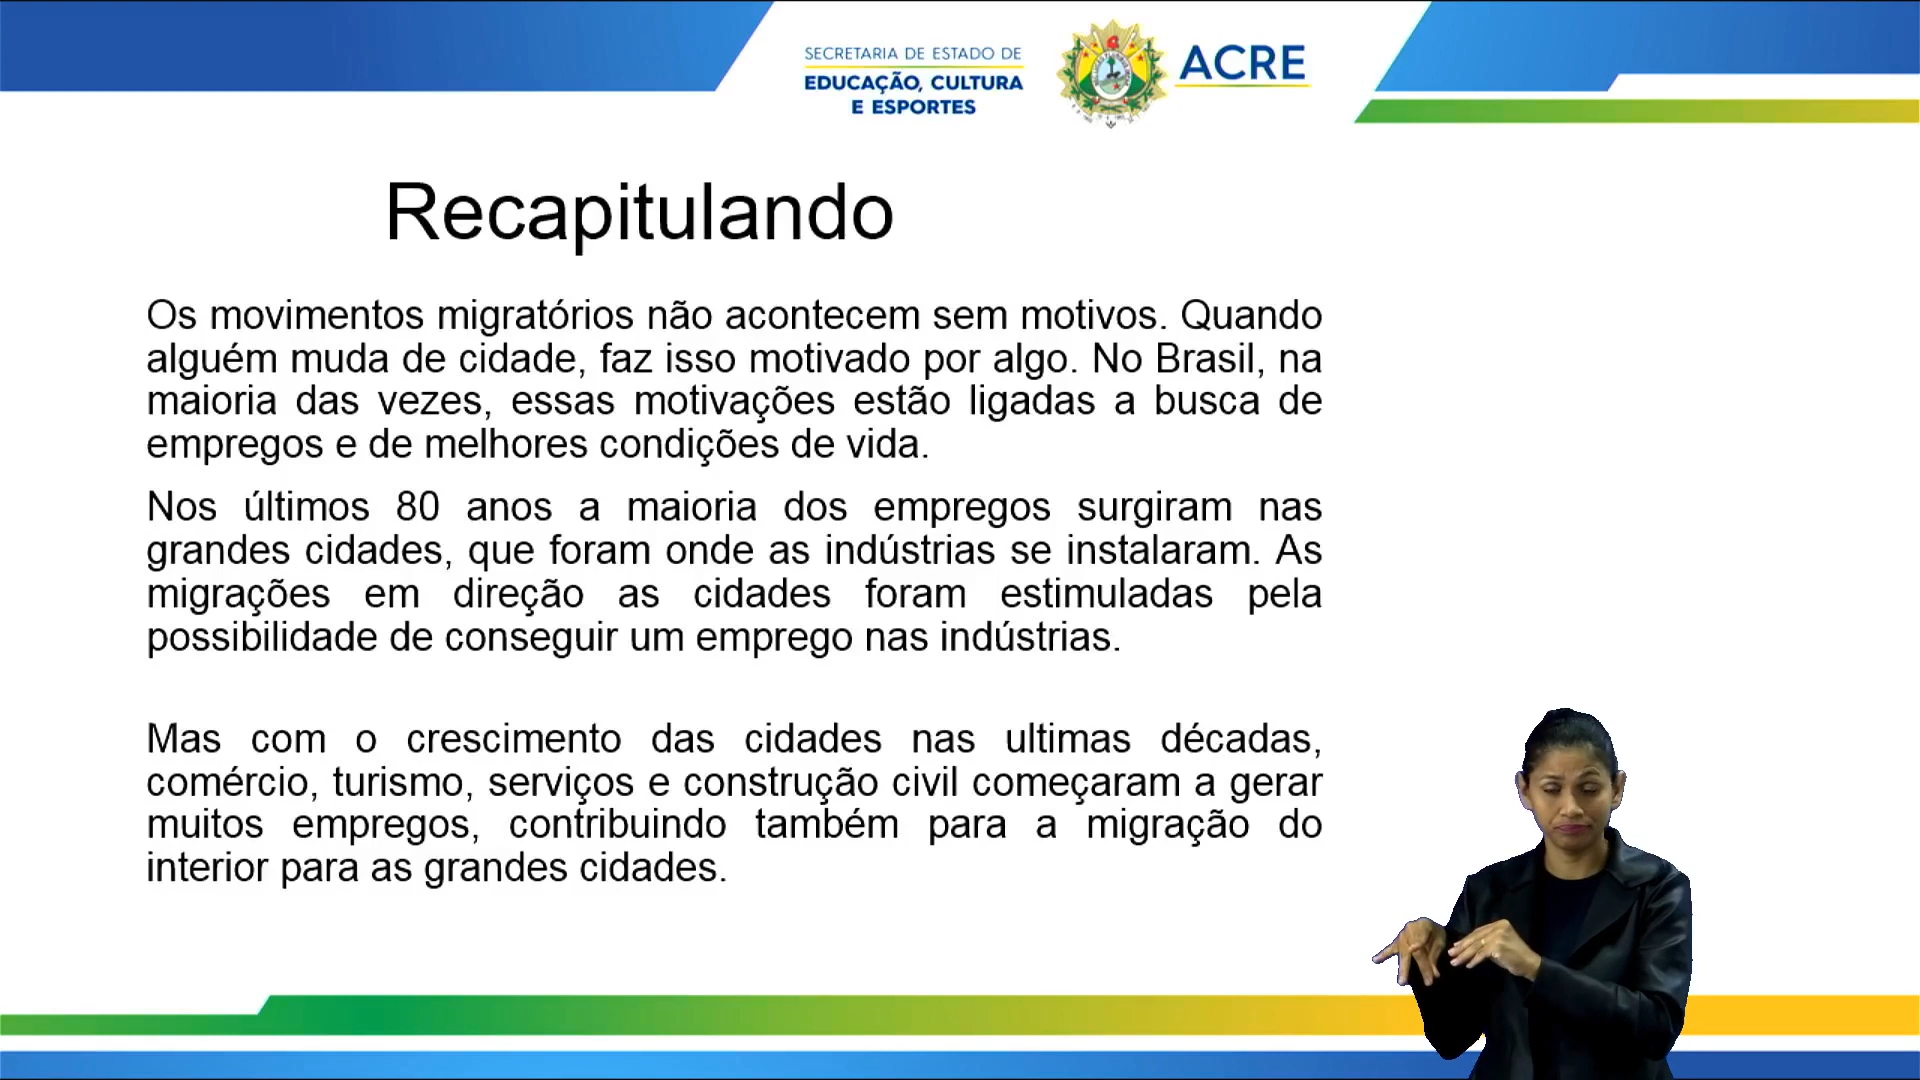 SECRETARIA DE ESTADO DE
EDUCAÇÃO, CULTURA
E ESPORTES
ACRE
Recapitulando
Os movimentos migratórios não acontecem sem motivos. Quando
alguém muda de cidade, faz isso motivado por algo. No Brasil, na
maioria das vezes, essas motivações estão ligadas a busca de
empregos e de melhores condições de vida.
Nos últimos 80 anos a maioria dos empregos surgiram nas
grandes cidades, que foram onde as indústrias se instalaram. As
migrações em direção as cidades foram estimuladas pela
possibilidade de conseguir um emprego nas indústrias.
Mas com o crescimento das cidades nas ultimas décadas,
comércio, turismo, serviços e construção civil começaram a gerar
muitos empregos, contribuindo também para a migração do
interior para as grandes cidades.